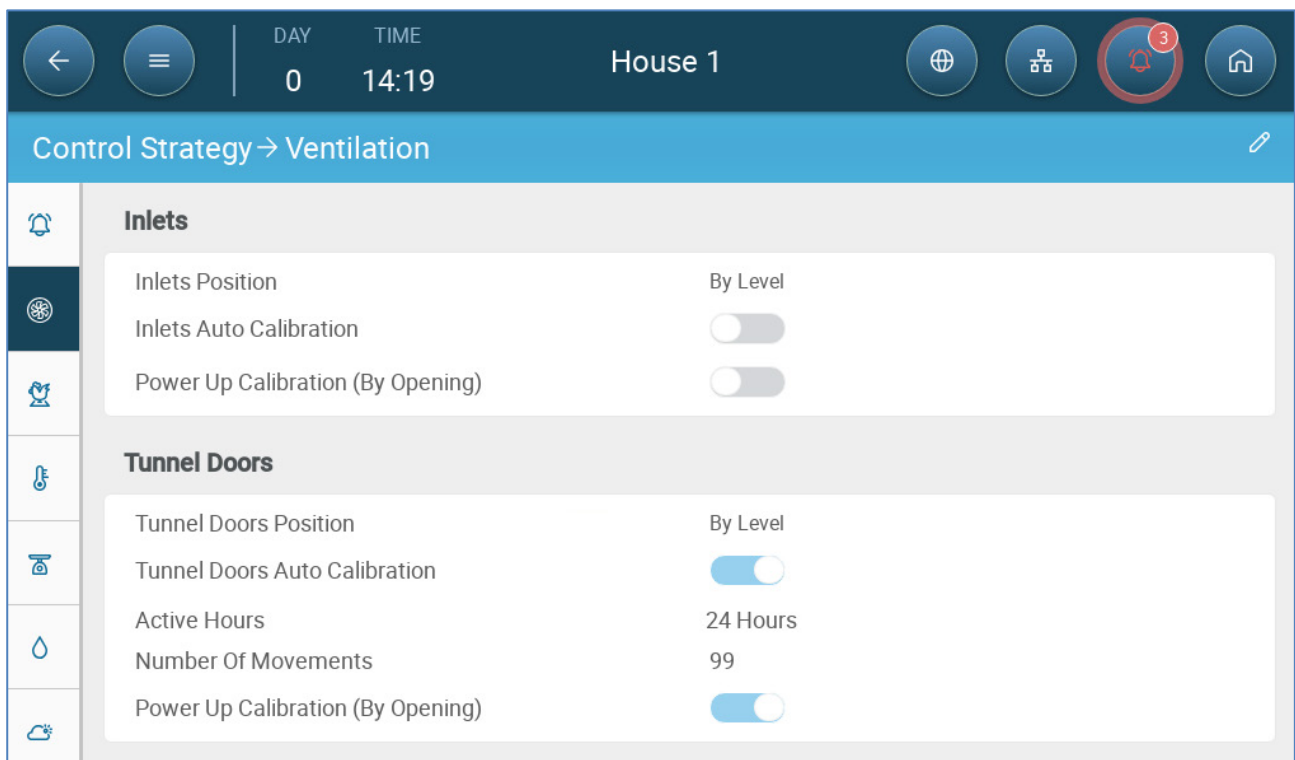 DAY TIME
0 14:19
House 1
3
Control Strategy → Ventilation
Inlets
Inlets Position By Level
Inlets Auto Calibration
Power Up Calibration (By Opening)
Tunnel Doors
Tunnel Doors Position By Level
Tunnel Doors Auto Calibration
Active Hours 24 Hours
Number Of Movements 99
Power Up Calibration (By Opening)